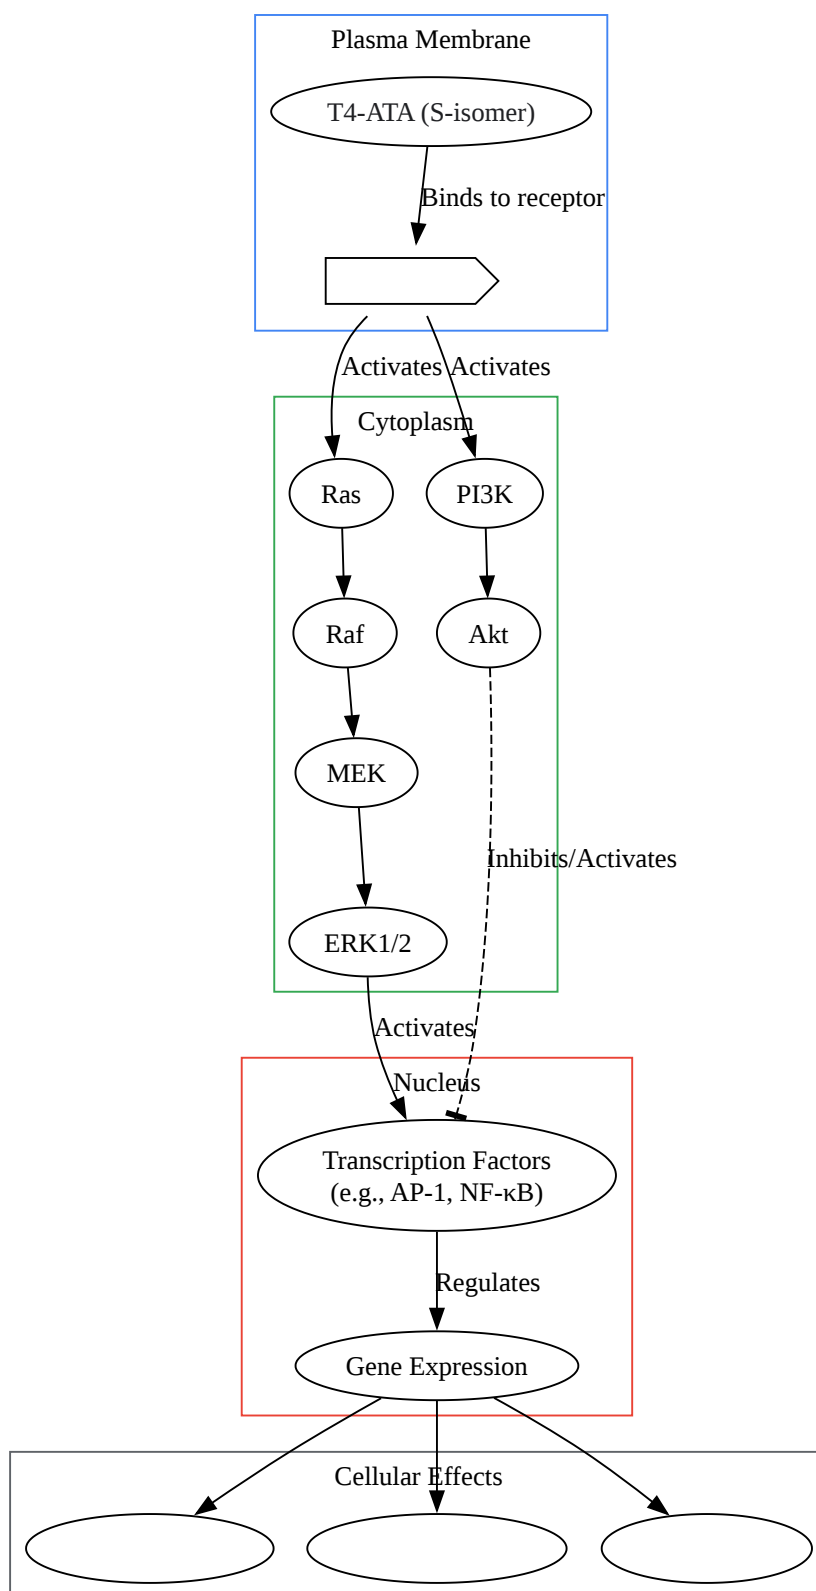 Plasma Membrane
T4-ATA (S-isomer)
Binds to receptor
Activates Activates
Cytoplasm
Ras PI3K
Raf Akt
MEK
Inhibits/Activates
ERK1/2
Activates
Nucleus
Transcription Factors
(e.g., AP-1, NF-κB)
Regulates
Gene Expression
Cellular Effects